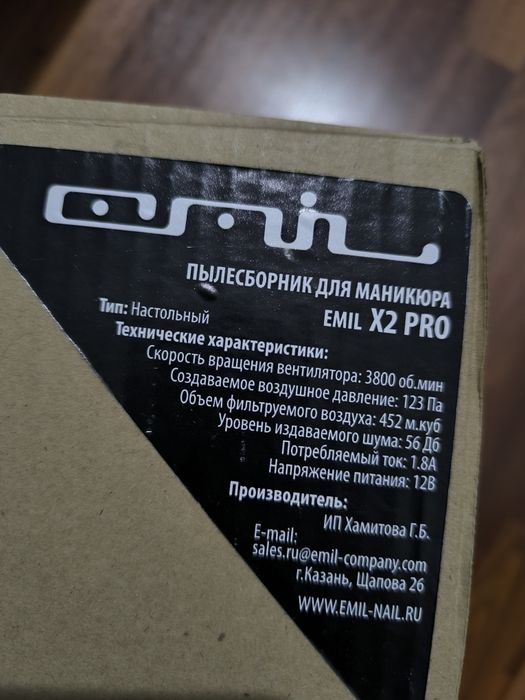 emil
ПЫЛЕСБОРНИК ДЛЯ МАНИКЮРА
EMIL X2 PRO
Тип: Настольный
Технические характеристики:
Скорость вращения вентилятора: 3800 об.мин
Создаваемое воздушное давление: 123 Па
Объем фильтруемого воздуха: 452 м.куб
Уровень издаваемого шума: 56 Дб
Потребляемый ток: 1.8А
Напряжение питания: 12В
Производитель:
ИП Хамитова Г.Б.
E-mail:
sales.ru@emil-company.com
г.Казань, Щапова 26
WWW.EMIL-NAIL.RU